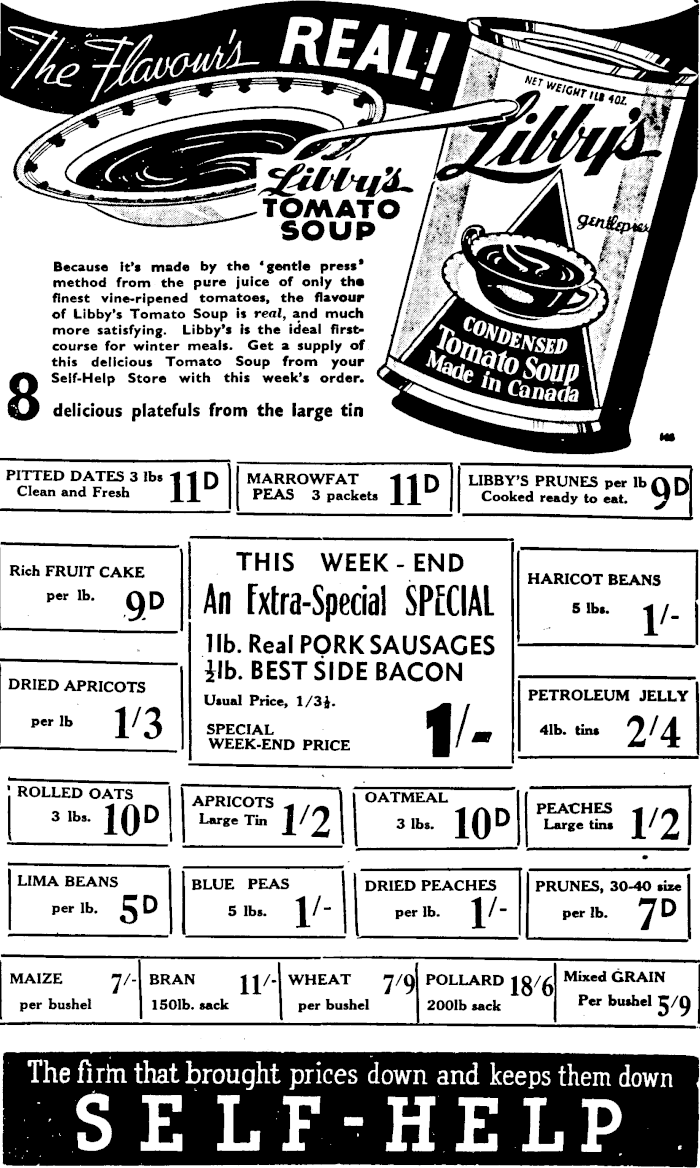 The Flavour's REAL!
NET WEIGHT 1LB 4OZ.
Libby's
gentlepress
CONDENSED
Tomato Soup
Made in Canada
Libby's
TOMATO
SOUP
Because it's made by the 'gentle press'
method from the pure juice of only the
finest vine-ripened tomatoes, the flavour
of Libby's Tomato Soup is real, and much
more satisfying. Libby's is the ideal first-
course for winter meals. Get a supply of
this delicious Tomato Soup from your
Self-Help Store with this week's order.
8 delicious platefuls from the large tin
PITTED DATES 3 lbs
Clean and Fresh
11D
MARROWFAT
PEAS 3 packets
11D
LIBBY'S PRUNES per lb
Cooked ready to eat.
9D
Rich FRUIT CAKE
per lb.
9D
THIS WEEK-END
An Extra-Special SPECIAL
1lb. Real PORK SAUSAGES
½lb. BEST SIDE BACON
Usual Price, 1/3½.
SPECIAL
WEEK-END PRICE
1/-
HARICOT BEANS
5 lbs.
1/-
DRIED APRICOTS
per lb
1/3
PETROLEUM JELLY
4lb. tins
2/4
ROLLED OATS
3 lbs.
10D
APRICOTS
Large Tin
1/2
OATMEAL
3 lbs.
10D
PEACHES
Large tins
1/2
LIMA BEANS
per lb.
5D
BLUE PEAS
5 lbs.
1/-
DRIED PEACHES
per lb.
1/-
PRUNES, 30-40 size
per lb.
7D
MAIZE
per bushel
7/-
BRAN
150lb. sack
11/-
WHEAT
per bushel
7/9
POLLARD
200lb sack
18/6
Mixed GRAIN
Per bushel
5/9
The firm that brought prices down and keeps them down
SELF-HELP